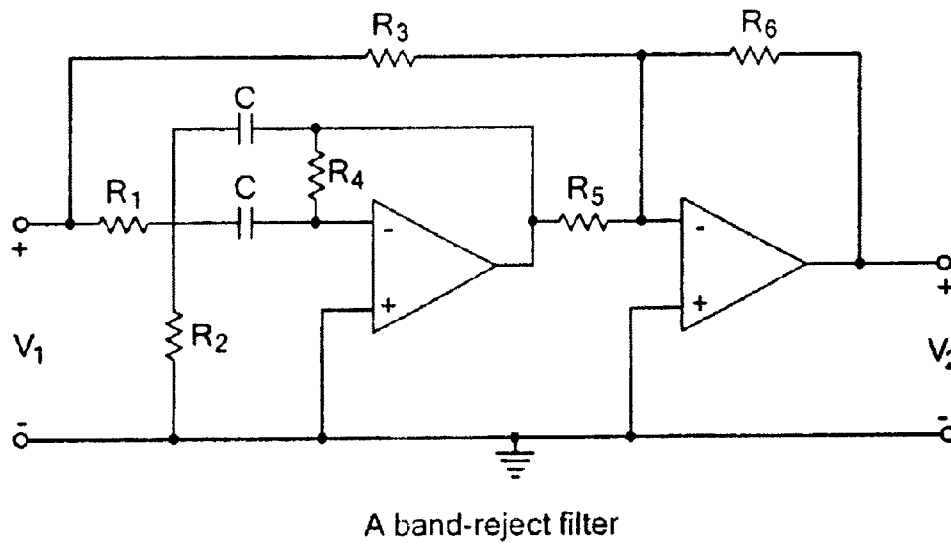 R3
R6
C
R4
R1
C
R5
-
-
+
+
+
+
R2
V1
V2
-
-
A band-reject filter